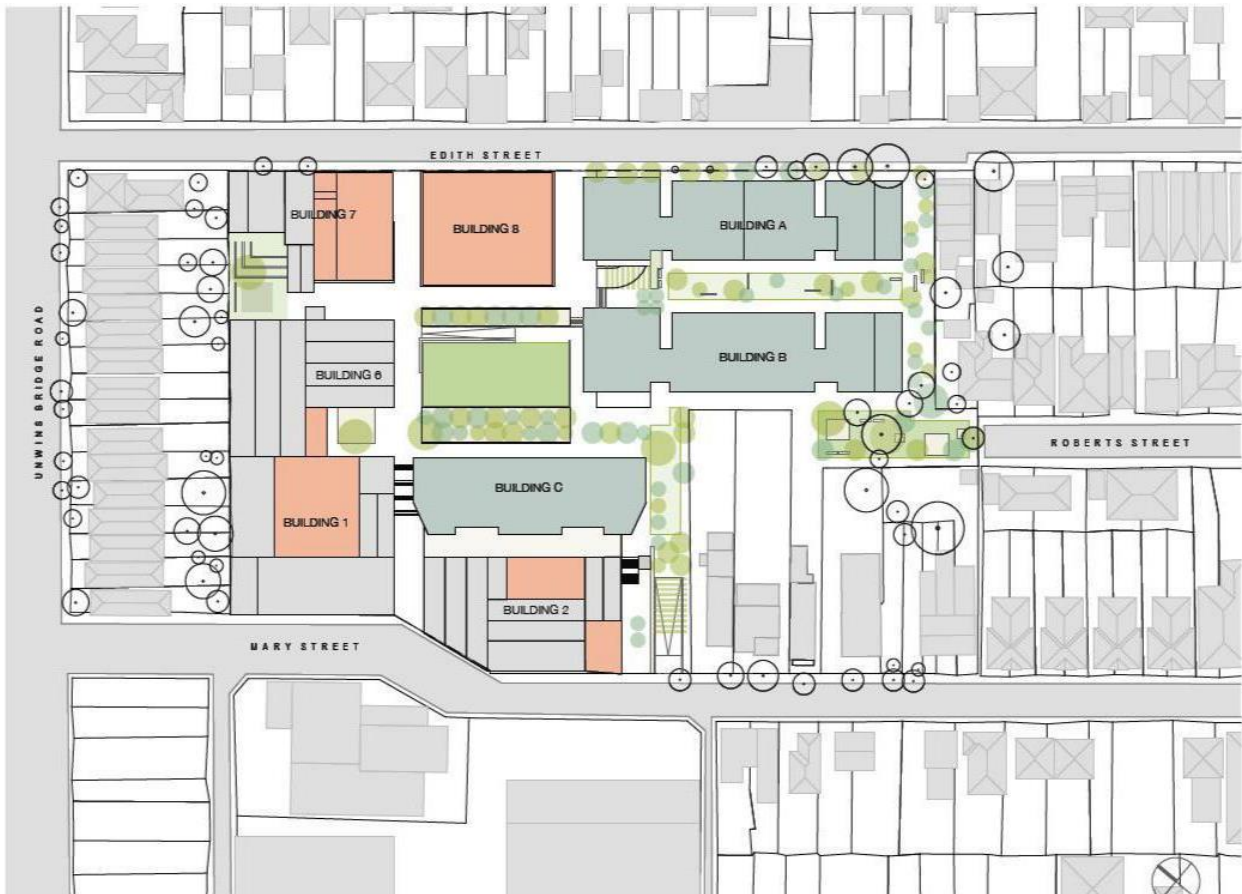 EDITH STREET
BUILDING 7
BUILDING 8
BUILDING A
UNWINS BRIDGE ROAD
BUILDING 6
BUILDING B
ROBERTS STREET
BUILDING C
BUILDING 1
BUILDING 2
MARY STREET